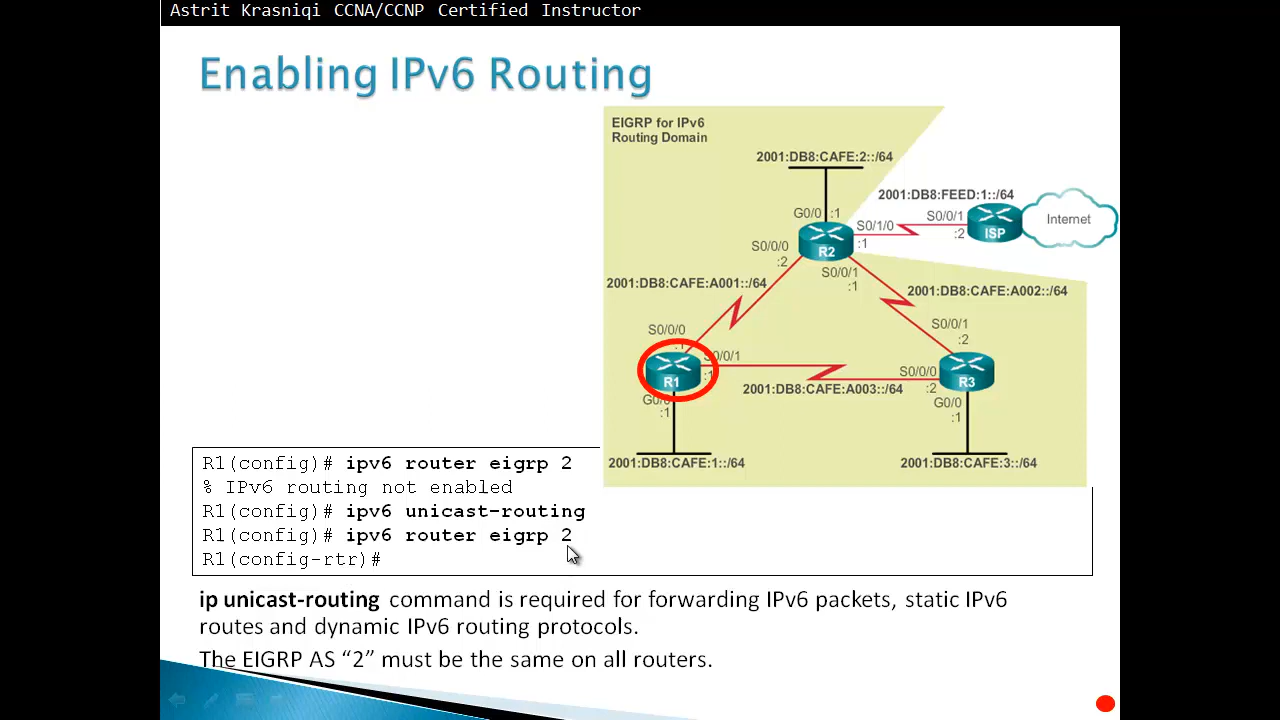 Astrit Krasniqi CCNA/CCNP Certified Instructor
Enabling IPv6 Routing
EIGRP for IPv6
Routing Domain
2001:DB8:CAFE:2::/64
2001:DB8:FEED:1::/64
G0/0 :1
S0/1/0
:1
S0/0/1
:2
ISP
Internet
R2
S0/0/0
:2
S0/0/1
:1
2001:DB8:CAFE:A001::/64
2001:DB8:CAFE:A002::/64
S0/0/0
:1
S0/0/1
:2
S0/0/1
:1
R1
S0/0/0
:2
R3
2001:DB8:CAFE:A003::/64
G0/0
:1
G0/0
:1
2001:DB8:CAFE:1::/64
2001:DB8:CAFE:3::/64
R1(config)# ipv6 router eigrp 2
% IPv6 routing not enabled
R1(config)# ipv6 unicast-routing
R1(config)# ipv6 router eigrp 2
R1(config-rtr)#
ip unicast-routing command is required for forwarding IPv6 packets, static IPv6
routes and dynamic IPv6 routing protocols.
The EIGRP AS “2” must be the same on all routers.